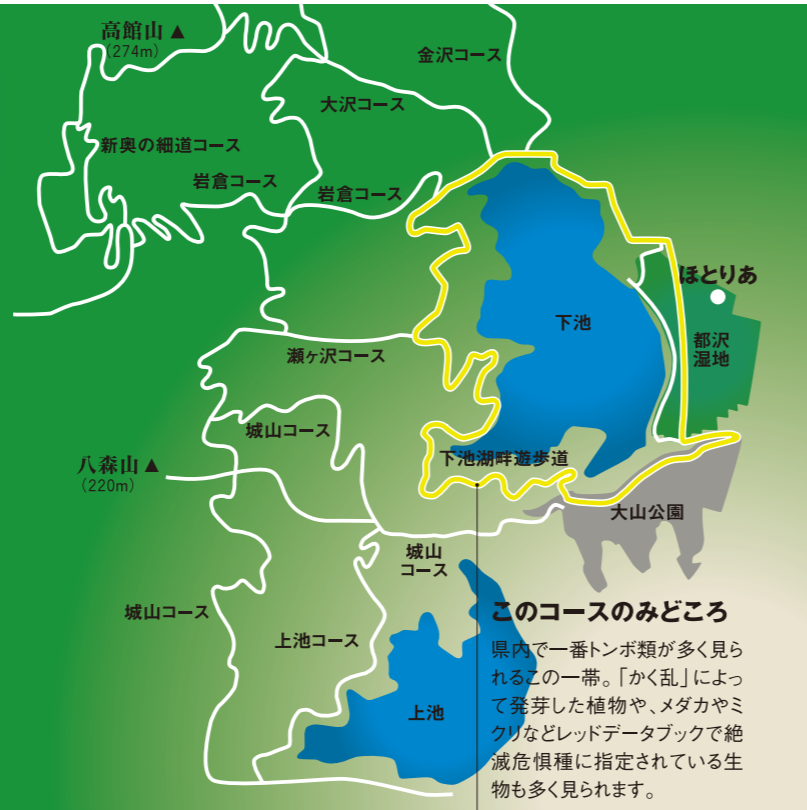 高館山▲
（274m）
金沢コース
大沢コース
新奥の細道コース
岩倉コース
岩倉コース
ほとりあ
下池
都沢
湿地
瀬ヶ沢コース
城山コース
下池湖畔遊歩道
八森山▲
（220m）
大山公園
城山
コース
城山コース
上池コース
上池
このコースのみどころ
県内で一番トンボ類が多く見ら
れるこの一帯。「かく乱」によっ
て発芽した植物や、メダカやミ
クリなどレッドデータブックで絶
滅危惧種に指定されている生
物も多く見られます。